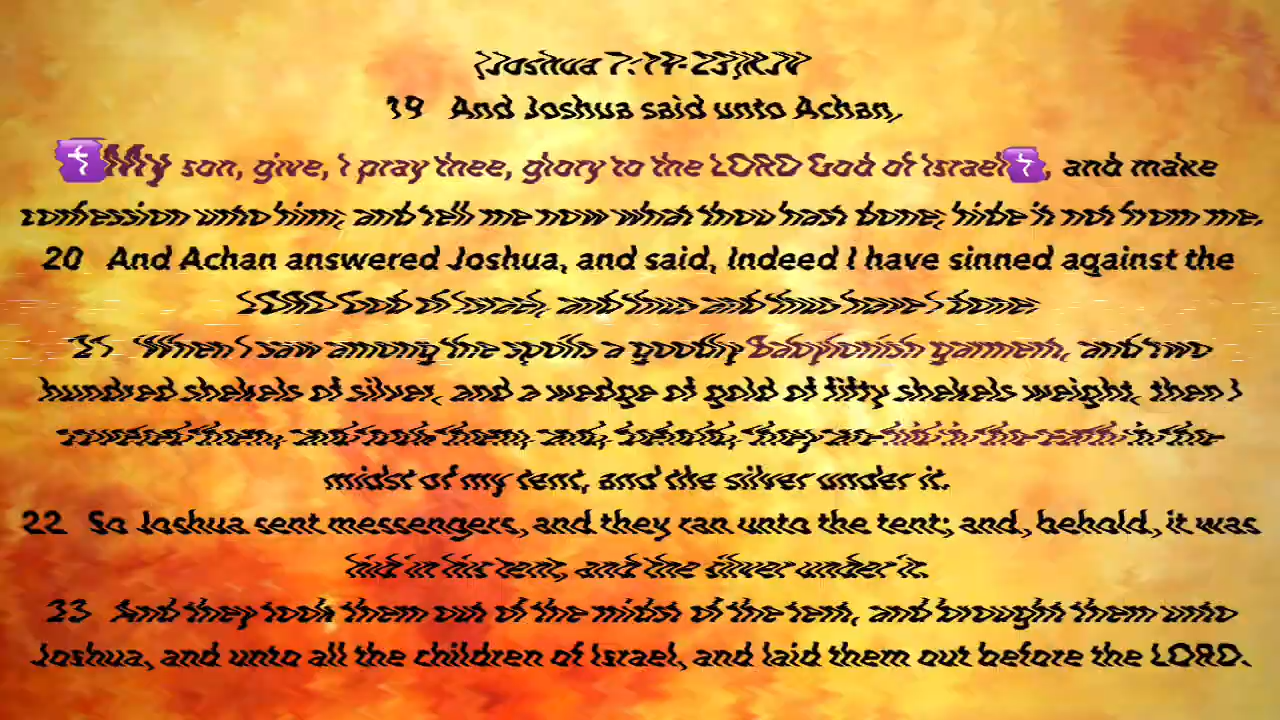 (Joshua 7:19-23)KJV
19 And Joshua said unto Achan,
✝️My son, give, I pray thee, glory to the LORD God of Israel✝️, and make
confession unto him; and tell me now what thou hast done; hide it not from me.
20 And Achan answered Joshua, and said, Indeed I have sinned against the
LORD God of Israel, and thus and thus have I done:
21 When I saw among the spoils a goodly Babylonish garment, and two
hundred shekels of silver, and a wedge of gold of fifty shekels weight, then I
coveted them, and took them; and, behold, they are hid in the earth in the
midst of my tent, and the silver under it.
22 So Joshua sent messengers, and they ran unto the tent; and, behold, it was
hid in his tent, and the silver under it.
23 And they took them out of the midst of the tent, and brought them unto
Joshua, and unto all the children of Israel, and laid them out before the LORD.